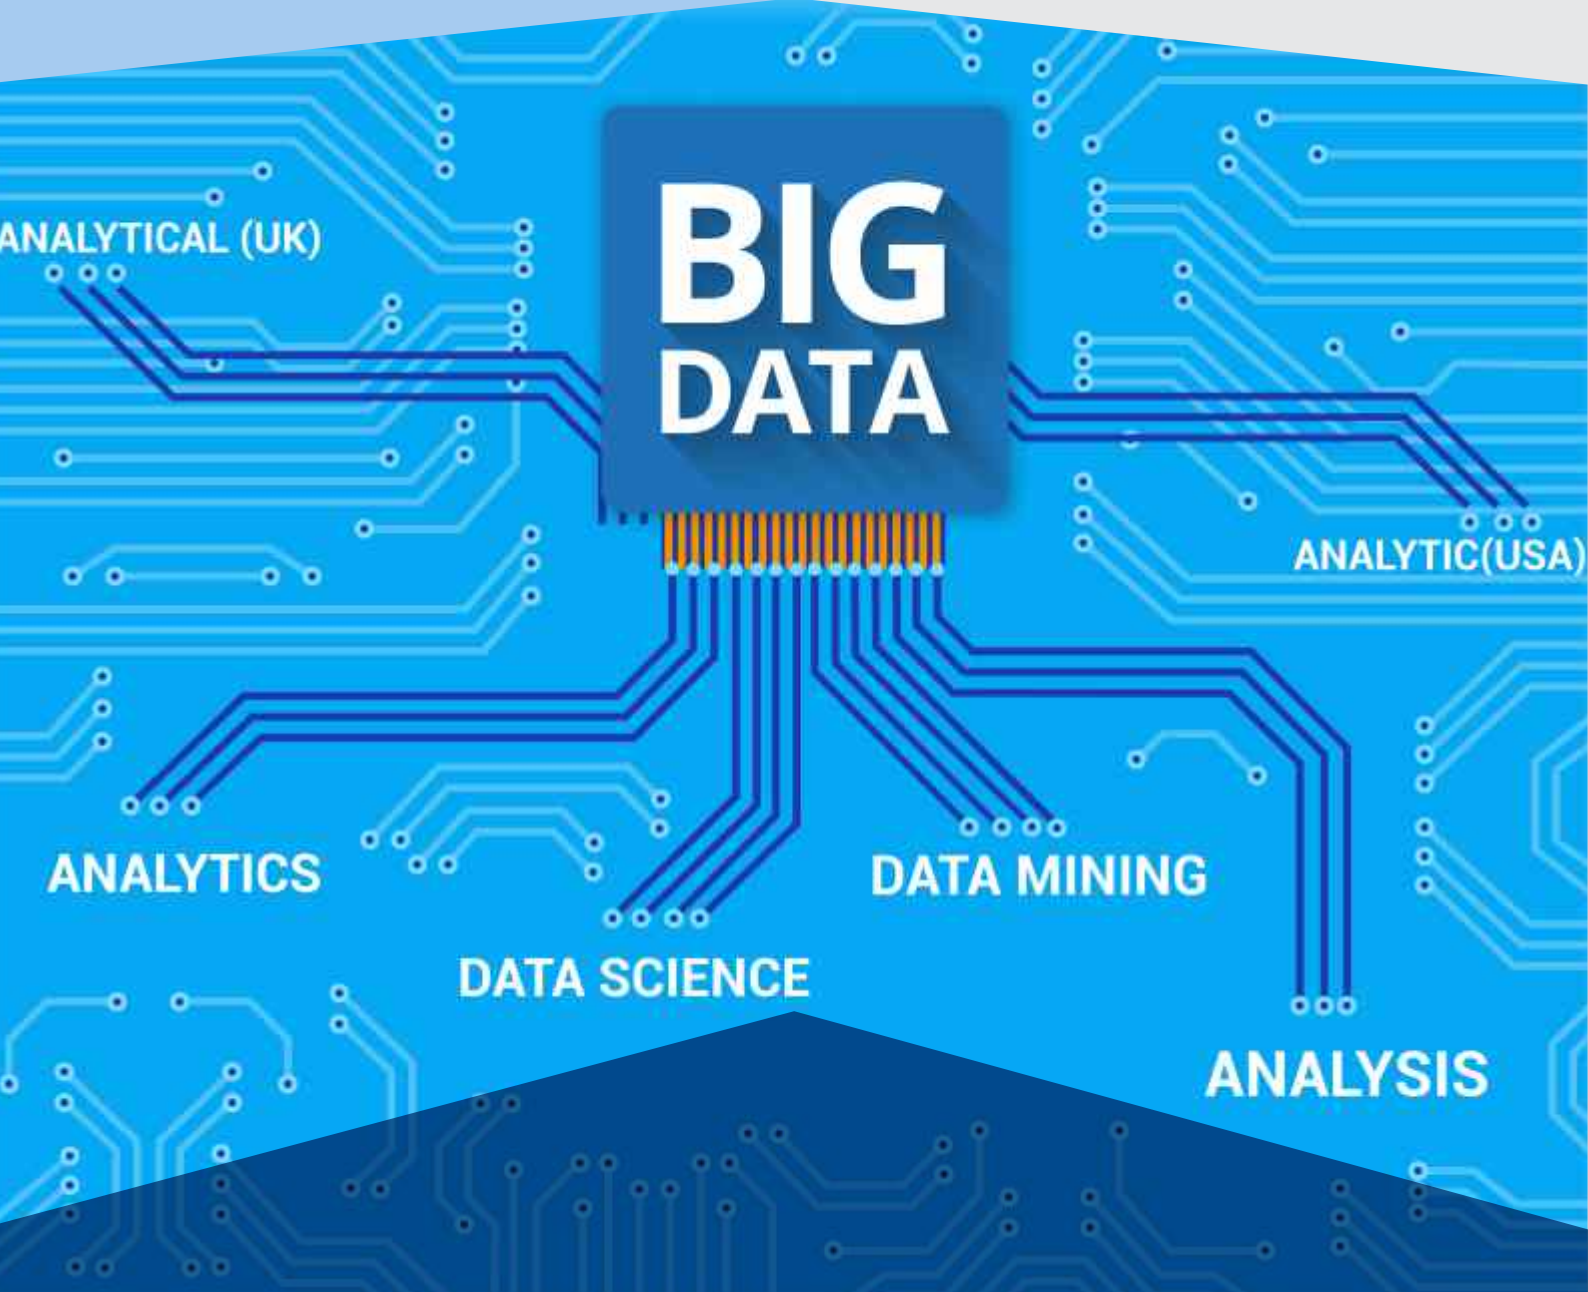 BIG
DATA
ANALYTICAL (UK)
ANALYTIC(USA)
ANALYTICS
DATA MINING
DATA SCIENCE
ANALYSIS